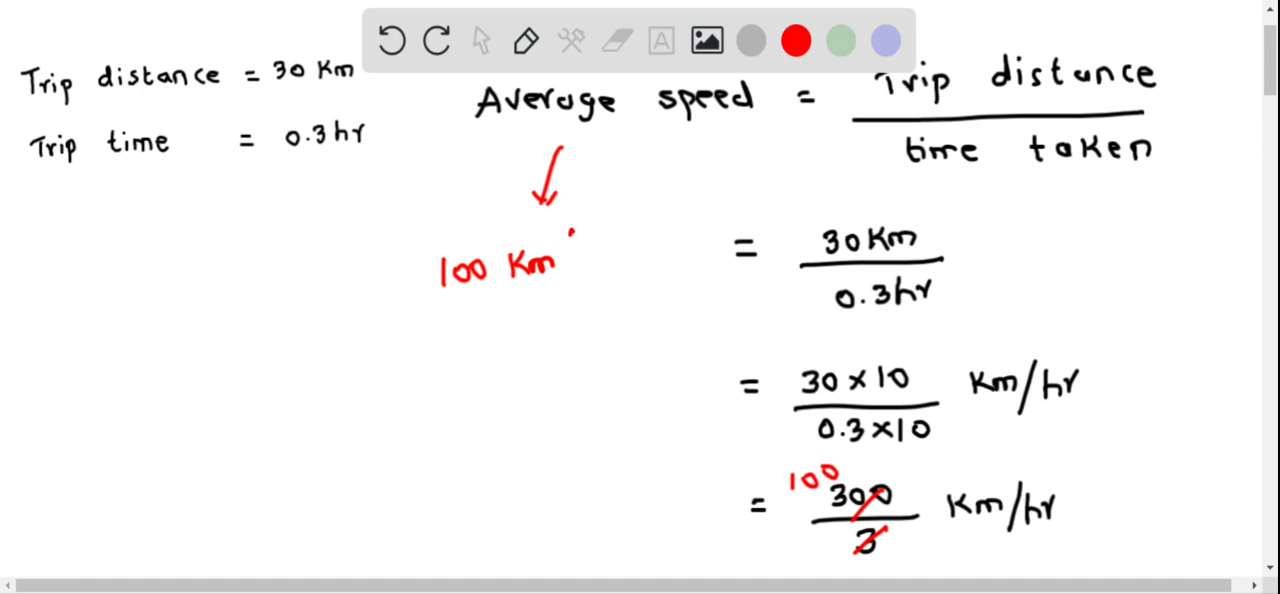 Trip distance = 30 Km
Trip time = 0.3 hr
Average speed = Trip distance / time taken
100 Km
= 30 Km / 0.3 hr
= 30 × 10 / 0.3 × 10 Km/hr
100
= 300 / 3 Km/hr